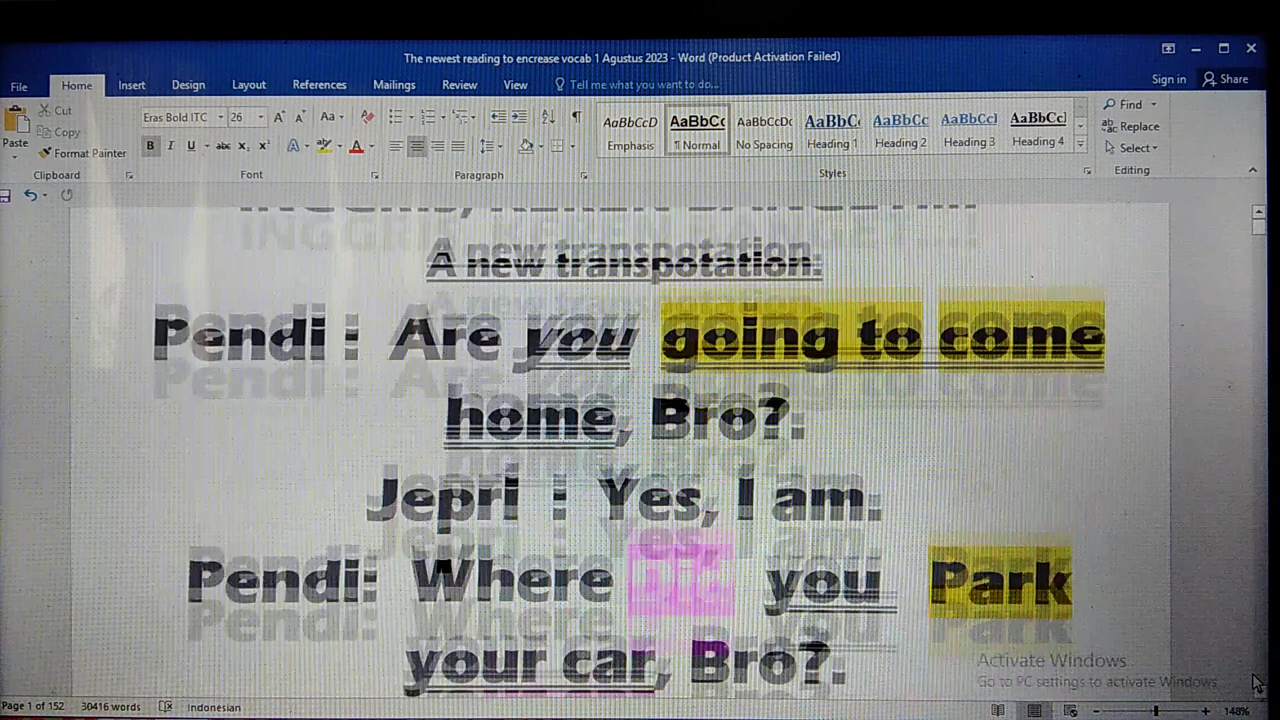 The newest reading to encrease vocab 1 Agustus 2023 - Word (Product Activation Failed)
File Home Insert Design Layout References Mailings Review View Tell me what you want to do... Sign in Share
Paste Cut Copy Format Painter Clipboard
Eras Bold ITC 26 Aa Font
Paragraph
AaBbCcD Emphasis AaBbCc ¶ Normal AaBbCcDc No Spacing AaBbC Heading 1 AaBbCc Heading 2 AaBbCcl Heading 3 AaBbCcl Heading 4 Styles
Find Replace Select Editing
A new transpotation:
Pendi : Are you going to come
home, Bro?.
Jepri : Yes, I am.
Pendi: Where Did you Park
your car, Bro?.
Activate Windows
Go to PC settings to activate Windows.
Page 1 of 152 30416 words Indonesian 148%